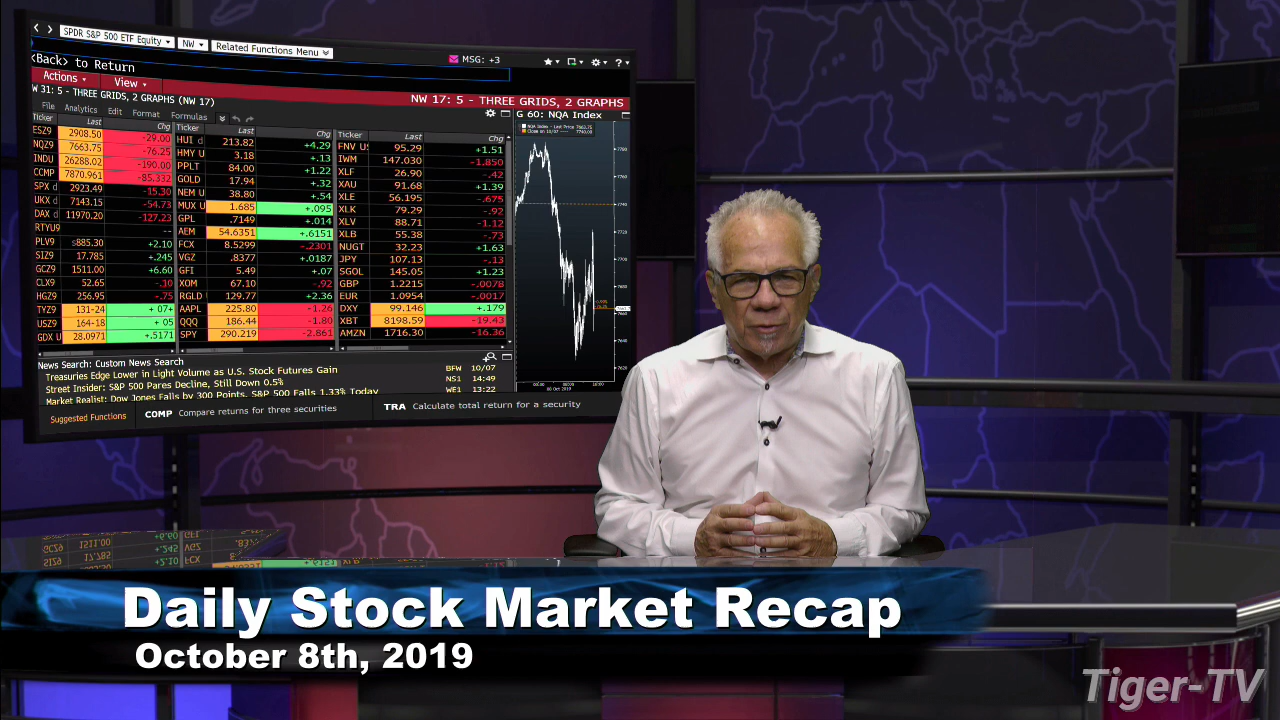 SPDR S&P 500 ETF Equity NW Related Functions Menu
MSG: +3
<Back> to Return
Actions View
NW 17: 5 - THREE GRIDS, 2 GRAPHS
W 31: 5 - THREE GRIDS, 2 GRAPHS (NW 17)
File Analytics Edit Format Formulas
G 60: NQA Index
Ticker Last Chg
ESZ9 2908.50 -29.00
NQZ9 7663.75 -76.25
INDU 26288.02 -190.00
CCMP 7870.961 -85.332
SPX d 2923.49 -15.30
UKX d 7143.15 -54.73
DAX d 11970.20 -127.23
RTYU9 --
PLV9 s885.30 +2.10
SIZ9 17.785 +.245
GCZ9 1511.00 +6.60
CLX9 52.65 -.10
HGZ9 256.95 -.75
TYZ9 131-24 + 07+
USZ9 164-18 + 05
GDX U 28.0971 +.5171
Ticker Last Chg
HUI d 213.82 +4.29
HMY U 3.18 +.13
PPLT 84.00 +1.22
GOLD 17.94 +.32
NEM U 38.80 +.54
MUX U 1.685 +.095
GPL .7149 +.014
AEM 54.6351 +.6151
FCX 8.5299 -.2301
VGZ .8377 +.0187
GFI 5.49 +.07
XOM 67.10 -.92
RGLD 129.77 +2.36
AAPL 225.80 -1.26
QQQ 186.44 -1.80
SPY 290.219 -2.861
Ticker Last Chg
FNV US 95.29 +1.51
IWM 147.030 -1.850
XLF 26.90 -.42
XAU 91.68 +1.39
XLE 56.195 -.675
XLK 79.29 -.92
XLV 88.71 -1.12
XLB 55.38 -.73
NUGT 32.23 +1.63
JPY 107.13 -.13
SGOL 145.05 +1.23
GBP 1.2215 -.0078
EUR 1.0954 -.0017
DXY 99.146 +.179
XBT 8198.59 -19.43
AMZN 1716.30 -16.36
News Search: Custom News Search
Treasuries Edge Lower in Light Volume as U.S. Stock Futures Gain BFW 10/07
Street Insider: S&P 500 Pares Decline, Still Down 0.5% NS1 14:49
Market Realist: Dow Jones Falls by 300 Points, S&P 500 Falls 1.33% Today WE1 13:22
Suggested Functions COMP Compare returns for three securities TRA Calculate total return for a security
Daily Stock Market Recap
October 8th, 2019
Tiger-TV